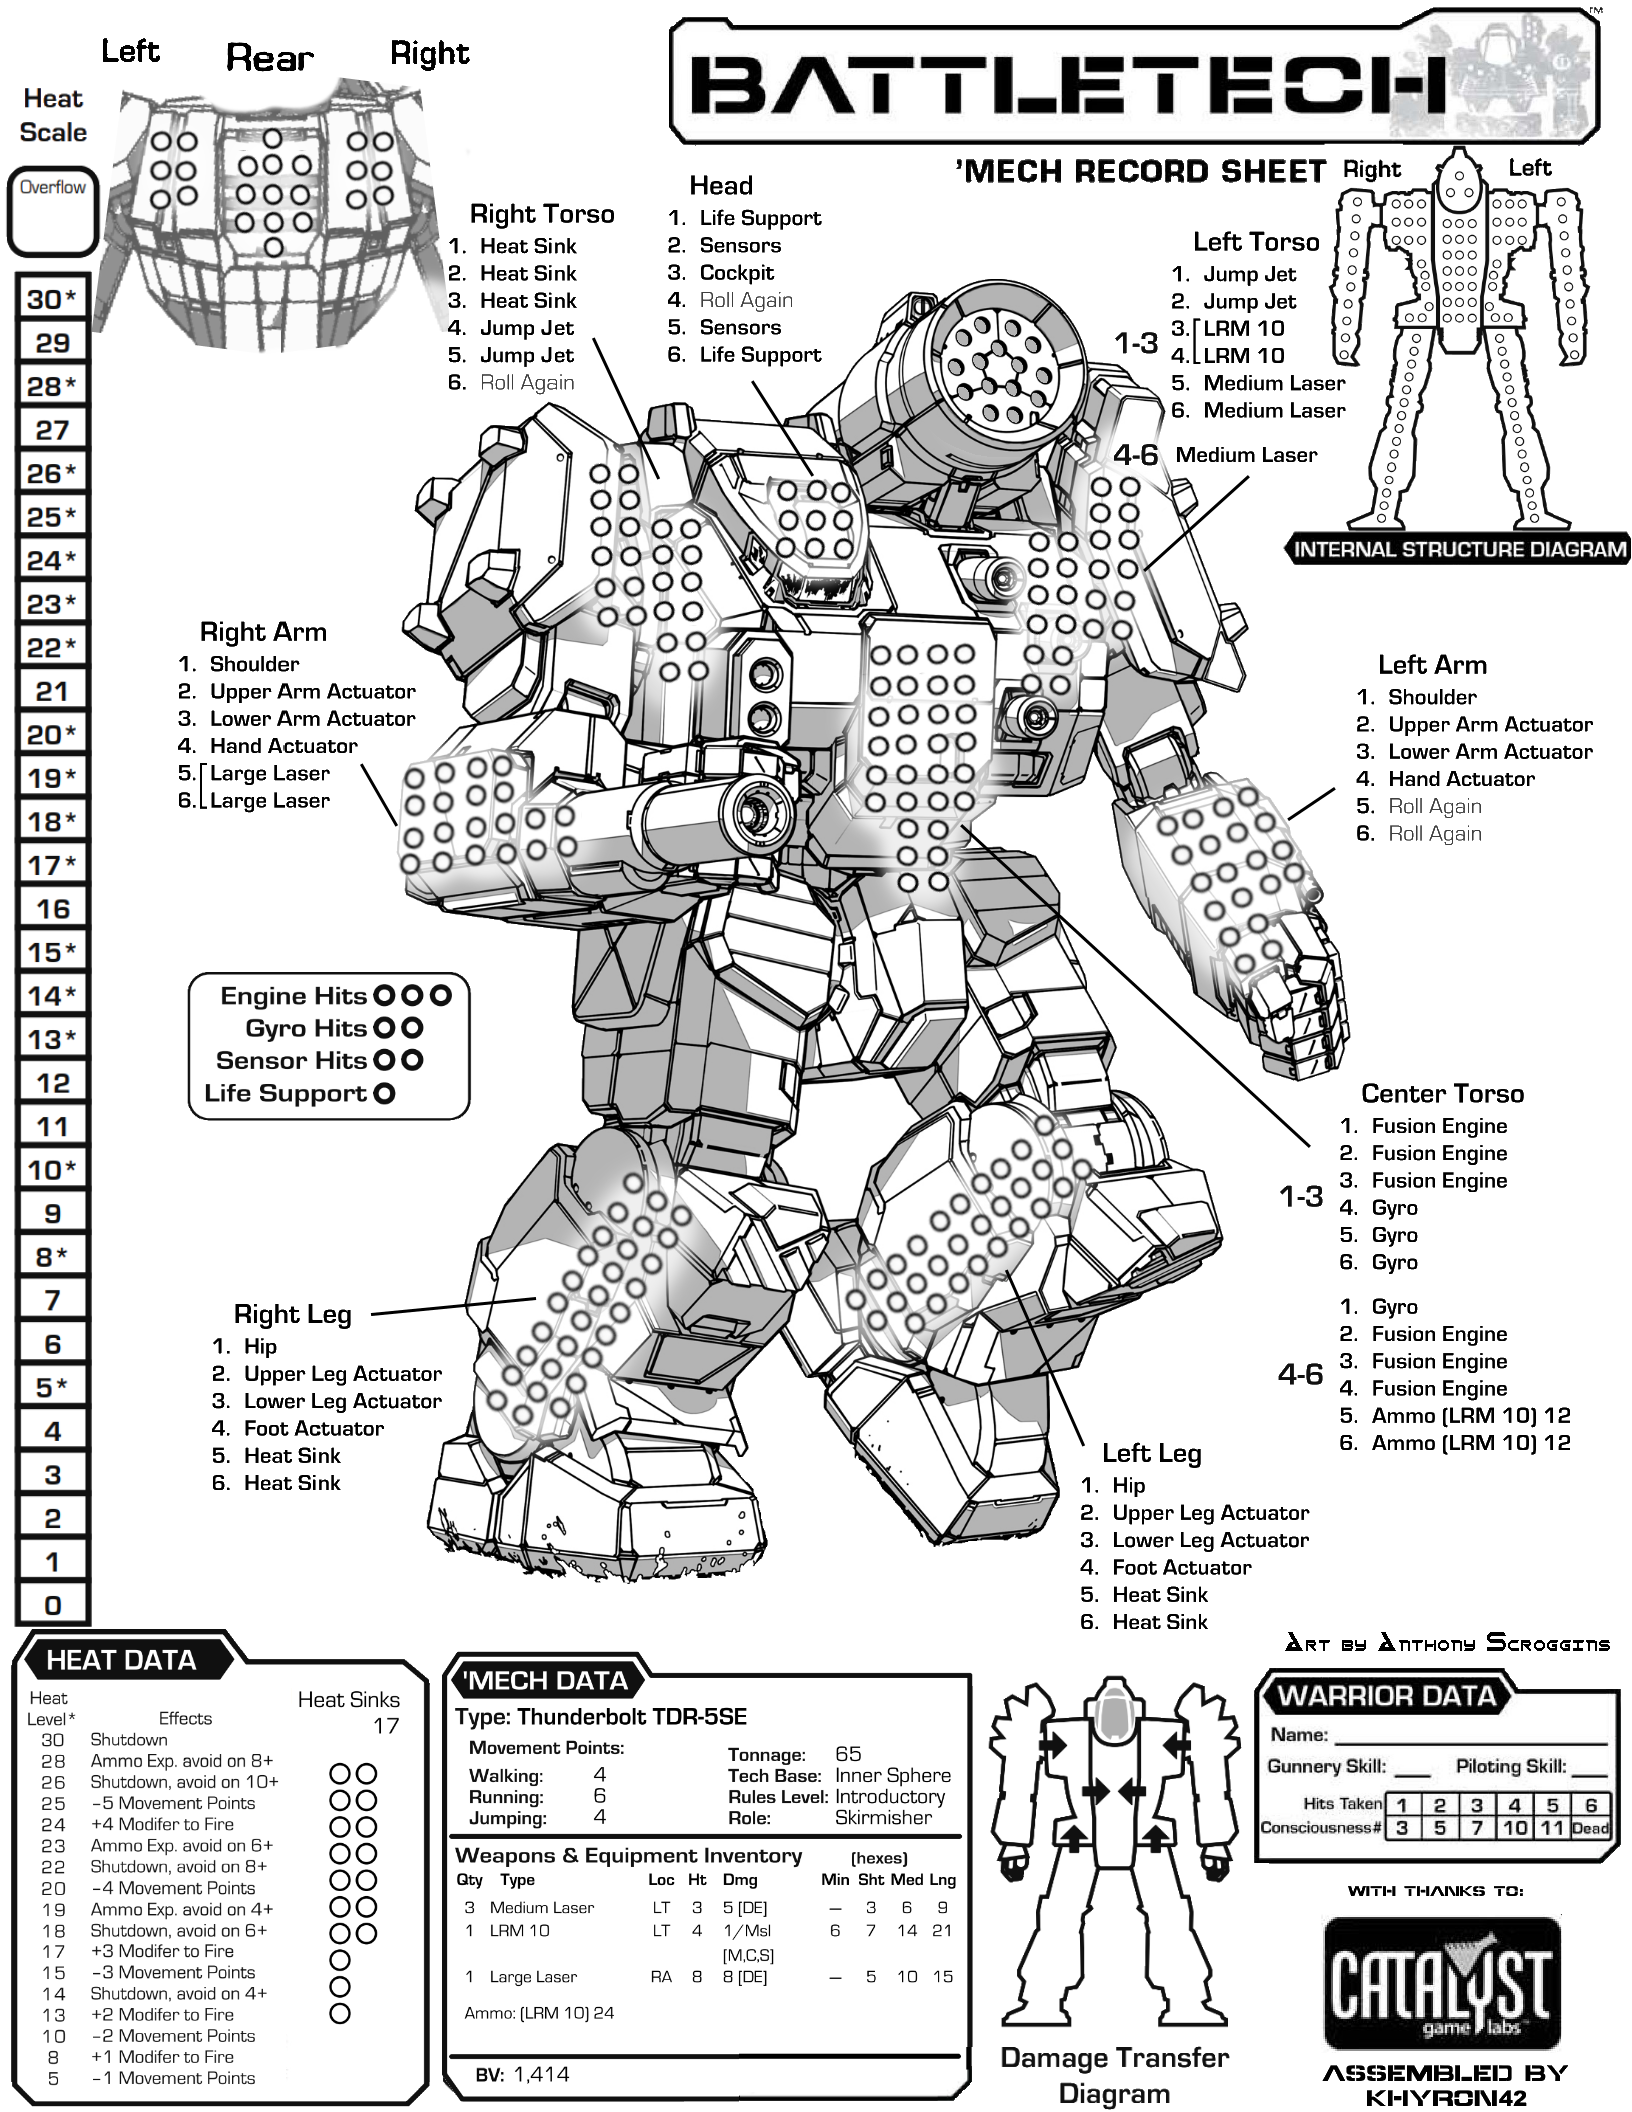 Left Rear Right
Heat
Scale
Overflow
30*
29
28*
27
26*
25*
24*
23*
22*
21
20*
19*
18*
17*
16
15*
14*
13*
12
11
10*
9
8*
7
6
5*
4
3
2
1
0
BATTLETECH
TM
'MECH RECORD SHEET
Right Left
INTERNAL STRUCTURE DIAGRAM
Head
1. Life Support
2. Sensors
3. Cockpit
4. Roll Again
5. Sensors
6. Life Support
Right Torso
1. Heat Sink
2. Heat Sink
3. Heat Sink
4. Jump Jet
5. Jump Jet
6. Roll Again
Left Torso
1-3
1. Jump Jet
2. Jump Jet
3. LRM 10
4. LRM 10
5. Medium Laser
6. Medium Laser
4-6 Medium Laser
Right Arm
1. Shoulder
2. Upper Arm Actuator
3. Lower Arm Actuator
4. Hand Actuator
5. Large Laser
6. Large Laser
Left Arm
1. Shoulder
2. Upper Arm Actuator
3. Lower Arm Actuator
4. Hand Actuator
5. Roll Again
6. Roll Again
Engine Hits
Gyro Hits
Sensor Hits
Life Support
Center Torso
1-3
1. Fusion Engine
2. Fusion Engine
3. Fusion Engine
4. Gyro
5. Gyro
6. Gyro
4-6
1. Gyro
2. Fusion Engine
3. Fusion Engine
4. Fusion Engine
5. Ammo (LRM 10) 12
6. Ammo (LRM 10) 12
Right Leg
1. Hip
2. Upper Leg Actuator
3. Lower Leg Actuator
4. Foot Actuator
5. Heat Sink
6. Heat Sink
Left Leg
1. Hip
2. Upper Leg Actuator
3. Lower Leg Actuator
4. Foot Actuator
5. Heat Sink
6. Heat Sink
HEAT DATA
Heat
Level* Effects
Heat Sinks
17
30 Shutdown
28 Ammo Exp. avoid on 8+
26 Shutdown, avoid on 10+
25 -5 Movement Points
24 +4 Modifer to Fire
23 Ammo Exp. avoid on 6+
22 Shutdown, avoid on 8+
20 -4 Movement Points
19 Ammo Exp. avoid on 4+
18 Shutdown, avoid on 6+
17 +3 Modifer to Fire
15 -3 Movement Points
14 Shutdown, avoid on 4+
13 +2 Modifer to Fire
10 -2 Movement Points
8 +1 Modifer to Fire
5 -1 Movement Points
'MECH DATA
Type: Thunderbolt TDR-5SE
Movement Points:
Walking: 4
Running: 6
Jumping: 4
Tonnage: 65
Tech Base: Inner Sphere
Rules Level: Introductory
Role: Skirmisher
Weapons & Equipment Inventory (hexes)
Qty Type Loc Ht Dmg Min Sht Med Lng
3 Medium Laser LT 3 5 [DE] — 3 6 9
1 LRM 10 LT 4 1/Msl 6 7 14 21
[M,C,S]
1 Large Laser RA 8 8 [DE] — 5 10 15
Ammo: (LRM 10) 24
BV: 1,414
Damage Transfer
Diagram
Art by Anthony Scroggins
WARRIOR DATA
Name:
Gunnery Skill: Piloting Skill:
Hits Taken 1 2 3 4 5 6
Consciousness# 3 5 7 10 11 Dead
WITH THANKS TO:
CATALYST
game labs™
ASSEMBLED BY
KHYRON42